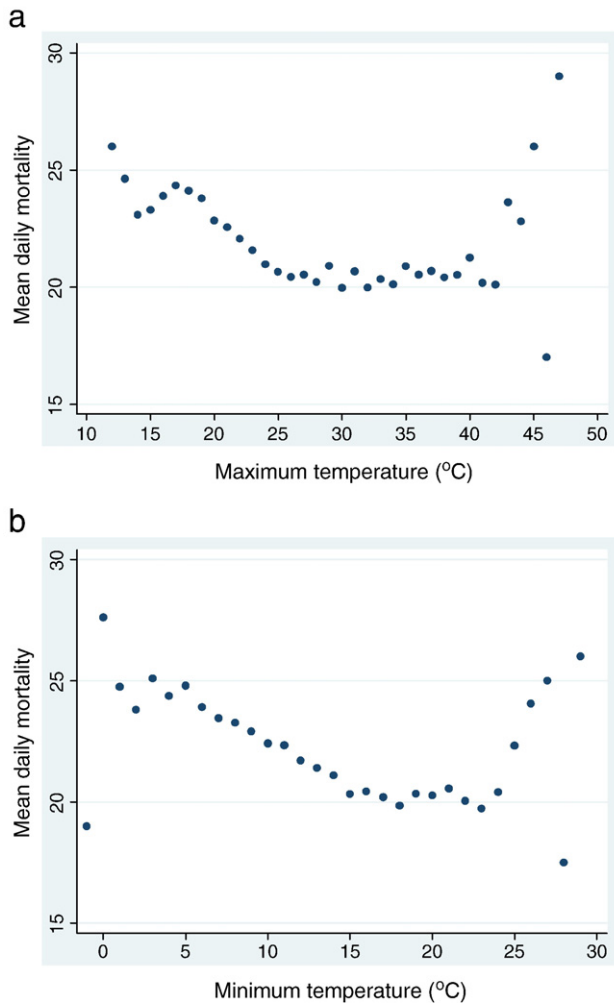 a
30
25
20
15
Mean daily mortality
10 15 20 25 30 35 40 45 50
Maximum temperature (oC)
b
30
25
20
15
Mean daily mortality
0 5 10 15 20 25 30
Minimum temperature (oC)